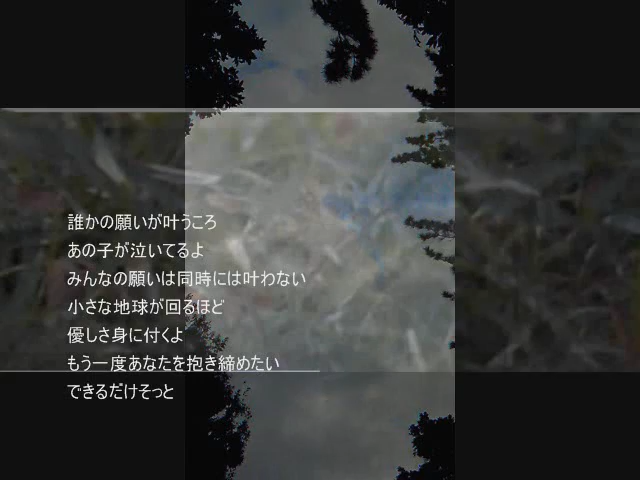 誰かの願いが叶うころ
あの子が泣いてるよ
みんなの願いは同時には叶わない
小さな地球が回るほど
優しさ身に付くよ
もう一度あなたを抱き締めたい
できるだけそっと